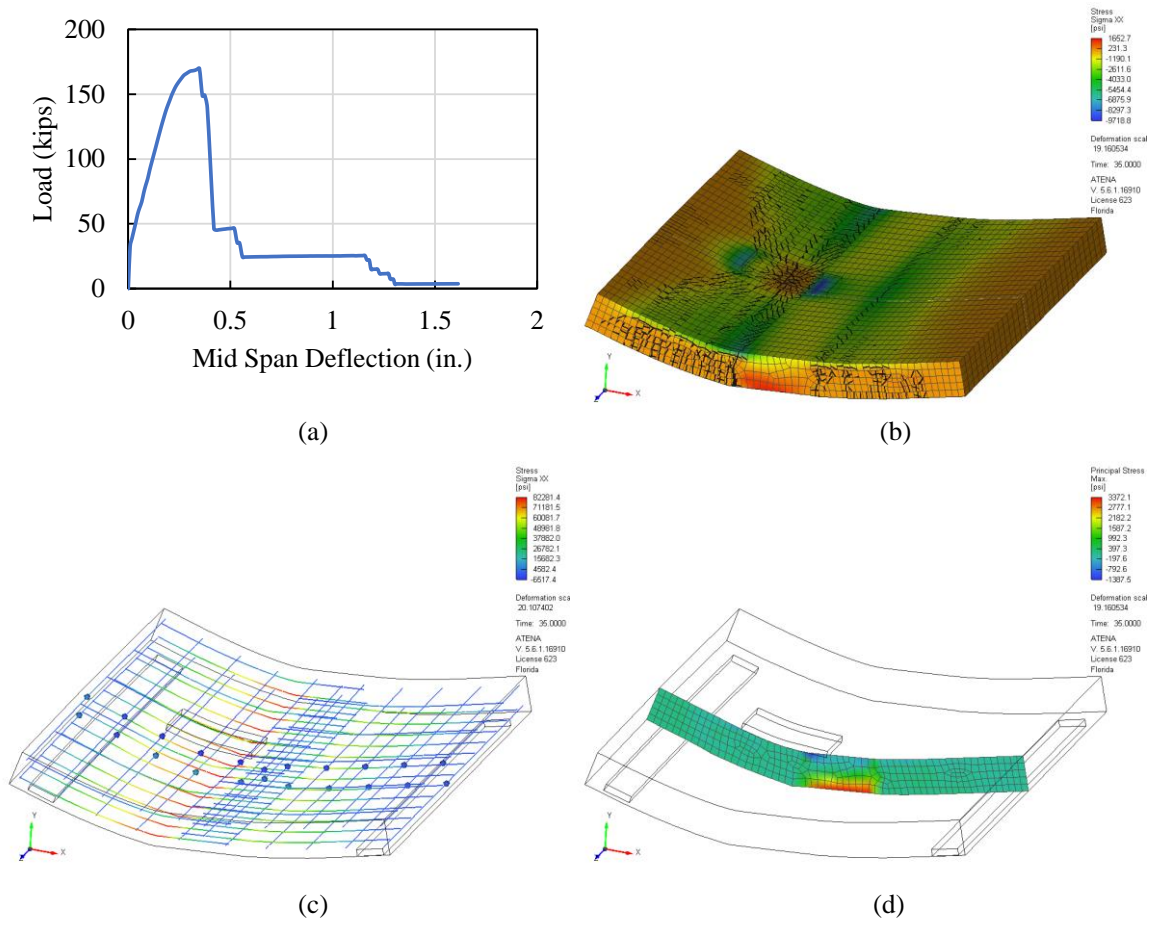 200
150
100
50
0
0 0.5 1 1.5 2
Load (kips)
Mid Span Deflection (in.)
(a)
Stress
Sigma XX
[psi]
1652.7
231.3
-1190.1
-2611.6
-4033.0
-5454.4
-6875.9
-8297.3
-9718.8
Deformation scal
19.160534
Time: 35.0000
ATENA
V. 5.6.1.16910
License 623
Florida
Y
X
Z
(b)
Stress
Sigma XX
[psi]
82281.4
71181.5
60081.7
48981.8
37882.0
26782.1
15682.3
4582.4
-6517.4
Deformation sca
20.107402
Time: 35.0000
ATENA
V. 5.6.1.16910
License 623
Florida
Y
X
Z
(c)
Principal Stress
Max.
[psi]
3372.1
2777.1
2182.2
1587.2
992.3
397.3
-197.6
-792.6
-1387.5
Deformation scal
19.160534
Time: 35.0000
ATENA
V. 5.6.1.16910
License 623
Florida
Y
X
Z
(d)